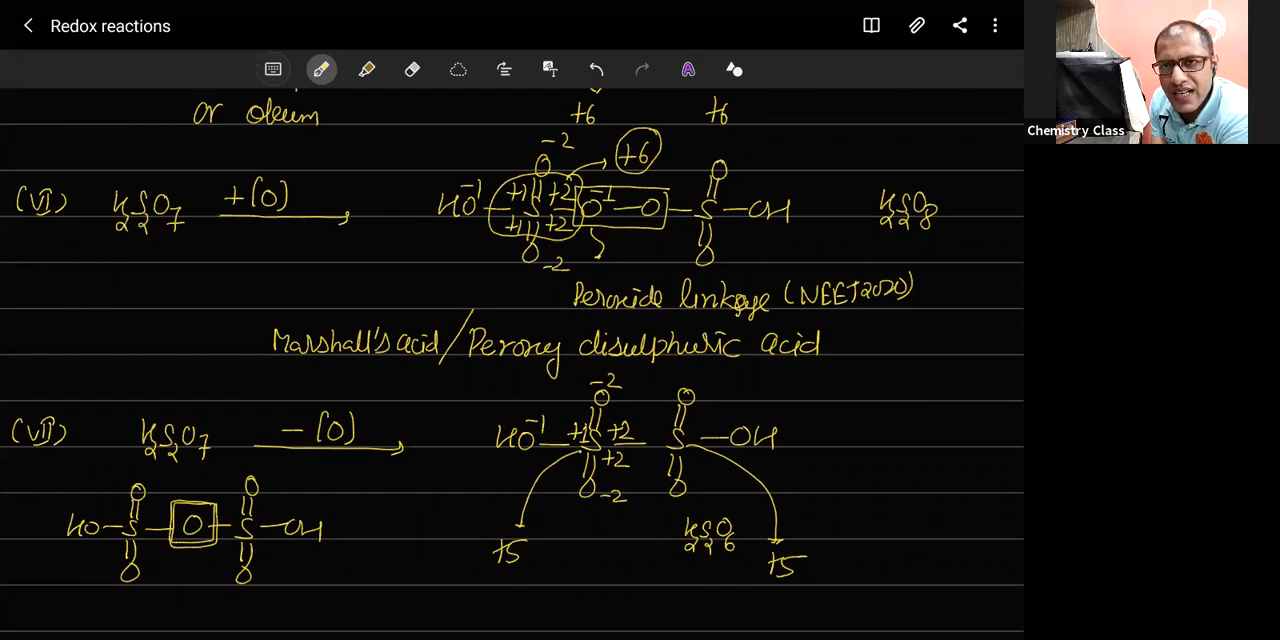 Redox reactions
Chemistry Class
or oleum
+6 +6
(VI) H2S2O7 +[O] HO -1 +1 S +2 +1 +2 O -2 O -2 +6 O -1 — O — S — OH O O H2S2O8
Peroxide linkage (NEET 2020)
Marshall's acid / Peroxy disulphuric acid
(VII) H2S2O7 -[O] HO -1 +1 S +2 +2 O -2 O -2 S — OH O O
HO — S — O — S — OH O O O O
+5 H2S2O6 +5